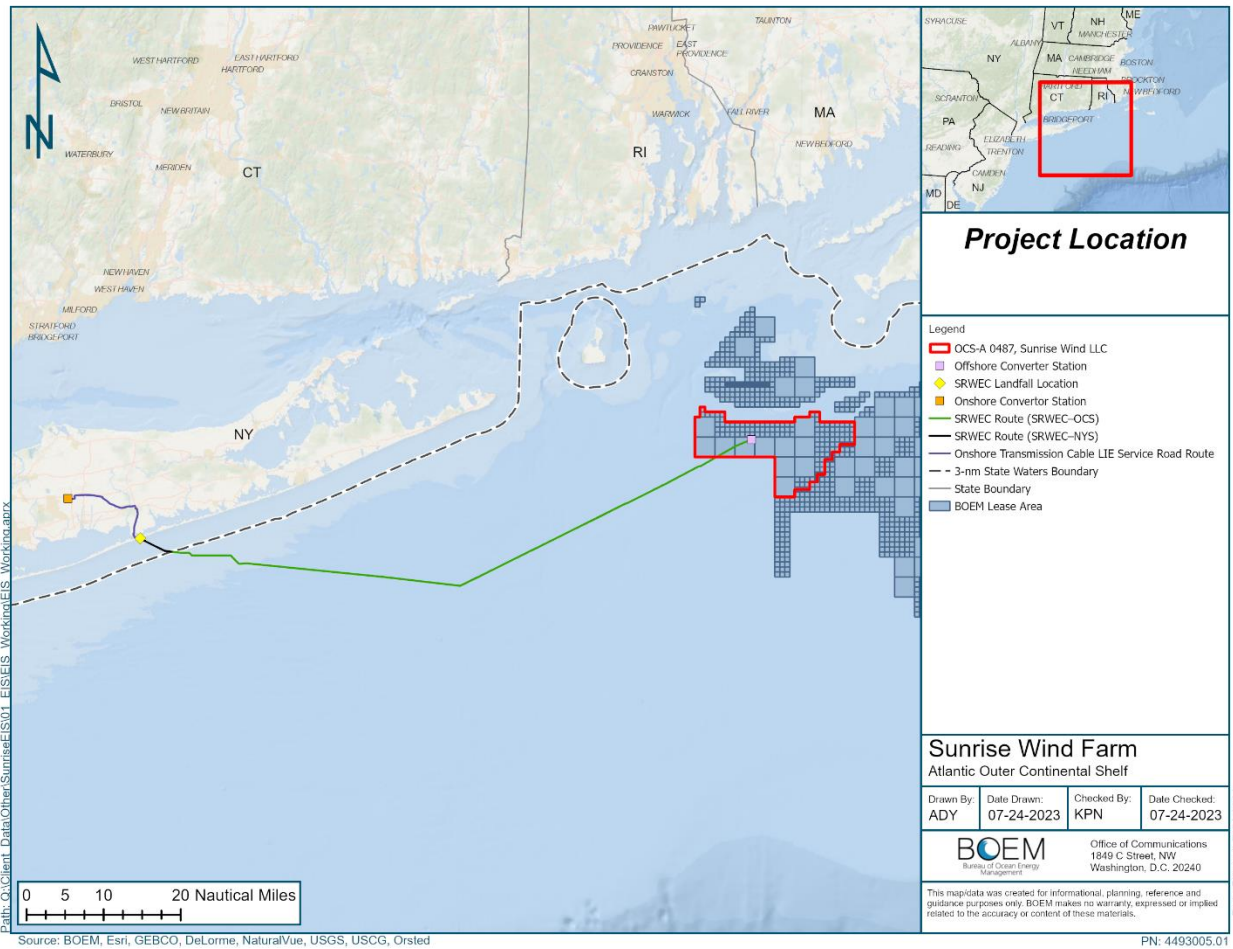 PAWTUCKET
TAUNTON
PROVIDENCE
EAST
PROVIDENCE
WEST HARTFORD
EAST HARTFORD
HARTFORD
CRANSTON
BRISTOL
NEW BRITAIN
WARWICK
FALL RIVER
MA
NEW BEDFORD
N
WATERBURY
MERIDEN
CT
RI
NEW HAVEN
WEST HAVEN
MILFORD
STRATFORD
BRIDGEPORT
NY
0 5 10 20 Nautical Miles
Path: Q:\Client_Data\Other\SunriseEIS\01_EIS\EIS_Working\EIS_Working.aprx
Source: BOEM, Esri, GEBCO, DeLorme, NaturalVue, USGS, USCG, Orsted
SYRACUSE
VT
NH
ME
MANCHESTER
ALBANY
NY
MA
CAMBRIDGE
BOSTON
NEEDHAM
BROCKTON
HARTFORD
CT
RI
NEW BEDFORD
SCRANTON
PA
BRIDGEPORT
ELIZABETH
READING
TRENTON
CAMDEN
NJ
MD
DE
Project Location
Legend
OCS-A 0487, Sunrise Wind LLC
Offshore Converter Station
SRWEC Landfall Location
Onshore Convertor Station
SRWEC Route (SRWEC–OCS)
SRWEC Route (SRWEC–NYS)
Onshore Transmission Cable LIE Service Road Route
3-nm State Waters Boundary
State Boundary
BOEM Lease Area
Sunrise Wind Farm
Atlantic Outer Continental Shelf
Drawn By:
ADY
Date Drawn:
07-24-2023
Checked By:
KPN
Date Checked:
07-24-2023
BOEM
Bureau of Ocean Energy
Management
Office of Communications
1849 C Street, NW
Washington, D.C. 20240
This map/data was created for informational, planning, reference and
guidance purposes only. BOEM makes no warranty, expressed or implied
related to the accuracy or content of these materials.
PN: 4493005.01